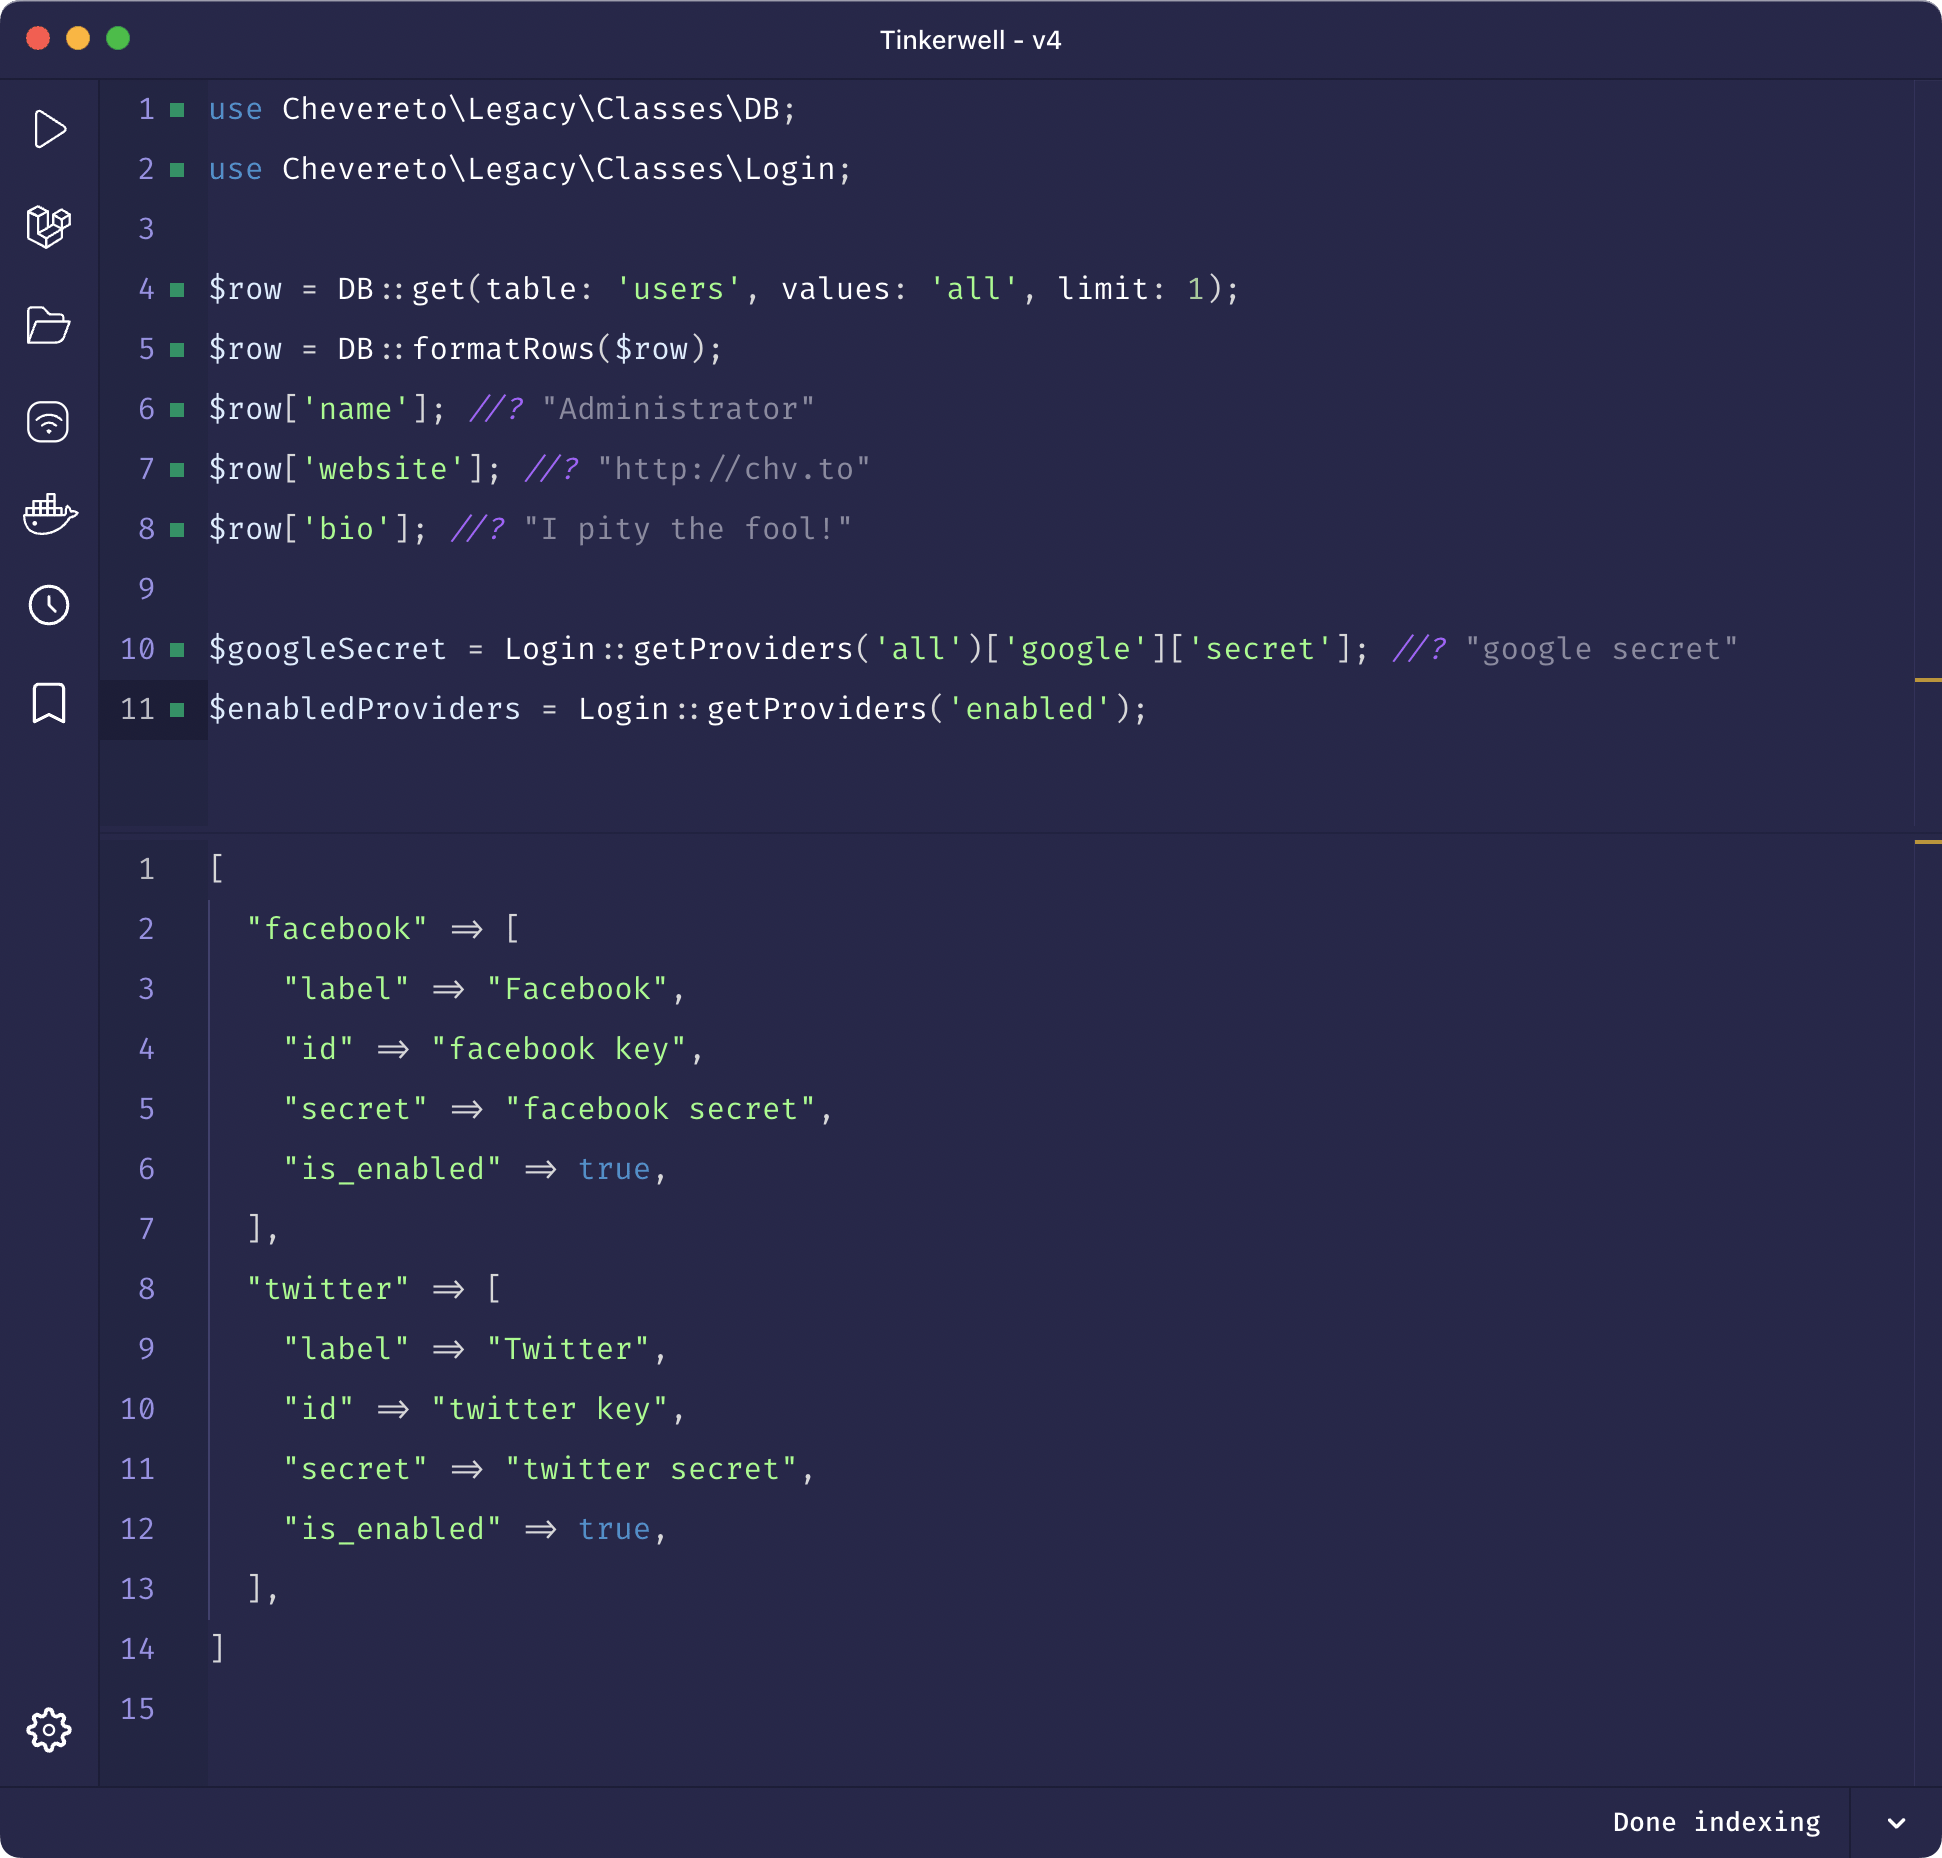 Tinkerwell - v4
1 use Chevereto\Legacy\Classes\DB;
2 use Chevereto\Legacy\Classes\Login;
3
4 $row = DB::get(table: 'users', values: 'all', limit: 1);
5 $row = DB::formatRows($row);
6 $row['name']; //? "Administrator"
7 $row['website']; //? "http://chv.to"
8 $row['bio']; //? "I pity the fool!"
9
10 $googleSecret = Login::getProviders('all')['google']['secret']; //? "google secret"
11 $enabledProviders = Login::getProviders('enabled');
1 [
2 "facebook" => [
3 "label" => "Facebook",
4 "id" => "facebook key",
5 "secret" => "facebook secret",
6 "is_enabled" => true,
7 ],
8 "twitter" => [
9 "label" => "Twitter",
10 "id" => "twitter key",
11 "secret" => "twitter secret",
12 "is_enabled" => true,
13 ],
14 ]
15
Done indexing